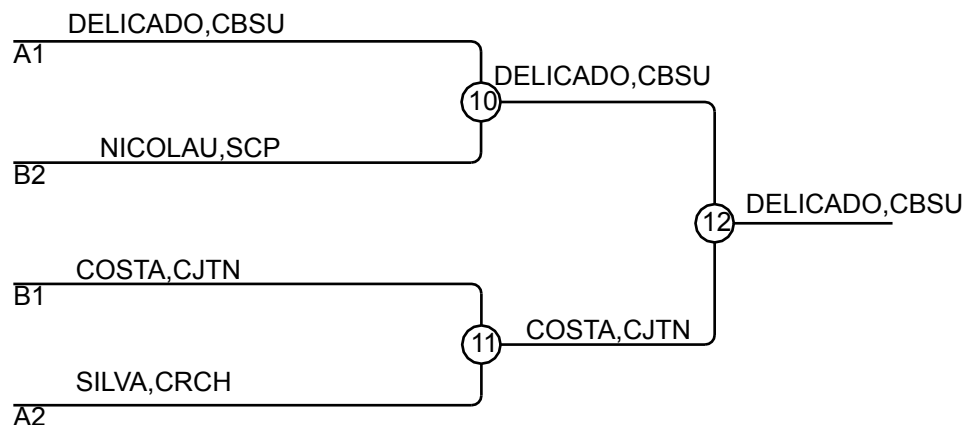 DELICADO,CBSU
A1
DELICADO,CBSU
10
NICOLAU,SCP
B2
DELICADO,CBSU
12
COSTA,CJTN
B1
COSTA,CJTN
11
SILVA,CRCH
A2